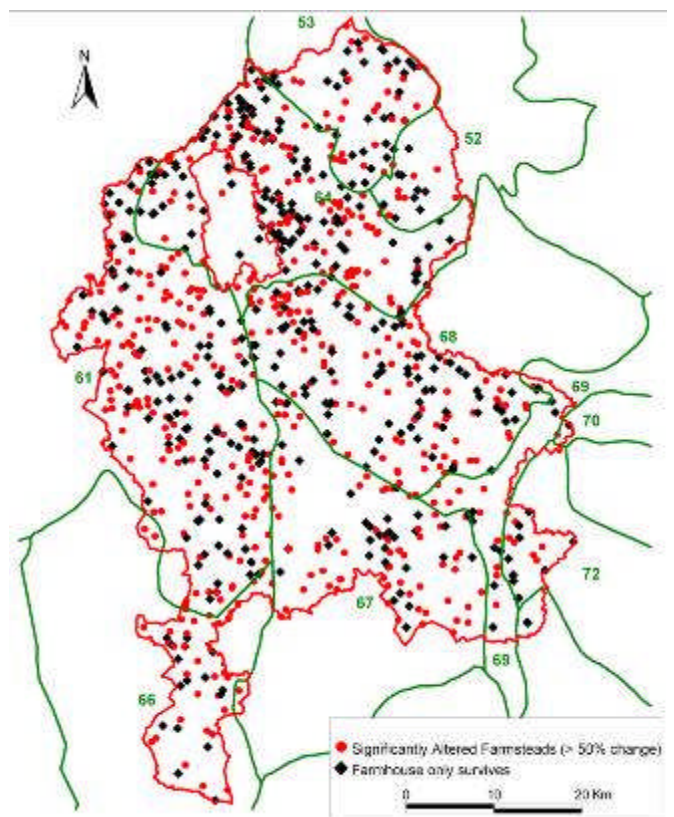 53
N
52
64
68
61
69
70
72
67
69
66
Significantly Altered Farmsteads (> 50% change)
Farmhouse only survives
0 10 20 Km